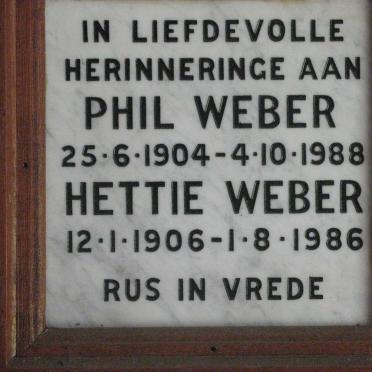 IN LIEFDEVOLLE
HERINNERINGE AAN
PHIL WEBER
25·6·1904-4·10·1988
HETTIE WEBER
12·1·1906-1·8·1986
RUS IN VREDE